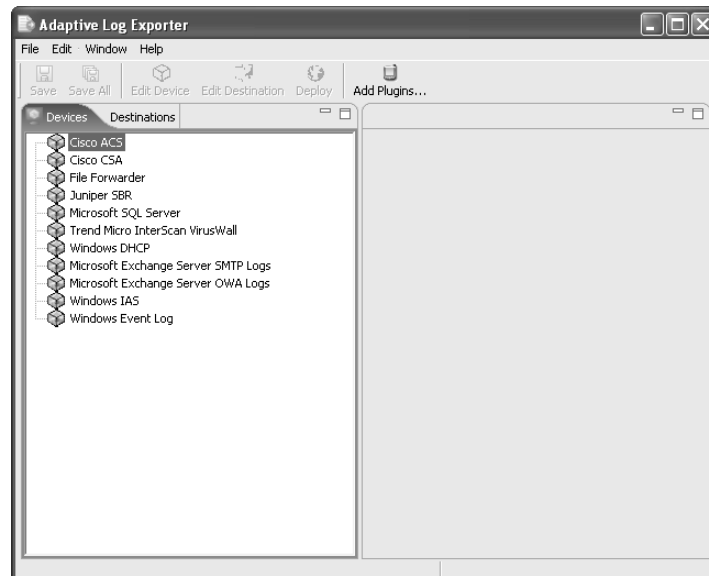 Adaptive Log Exporter
File Edit Window Help
Save Save All Edit Device Edit Destination Deploy Add Plugins...
Devices Destinations
Cisco ACS
Cisco CSA
File Forwarder
Juniper SBR
Microsoft SQL Server
Trend Micro InterScan VirusWall
Windows DHCP
Microsoft Exchange Server SMTP Logs
Microsoft Exchange Server OWA Logs
Windows IAS
Windows Event Log